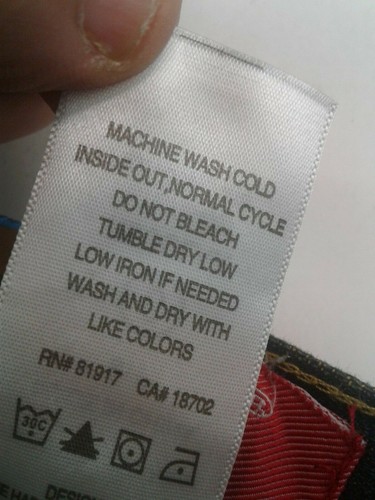 MACHINE WASH COLD
INSIDE OUT, NORMAL CYCLE
DO NOT BLEACH
TUMBLE DRY LOW
LOW IRON IF NEEDED
WASH AND DRY WITH
LIKE COLORS
RN# 81917 CA# 18702
30C